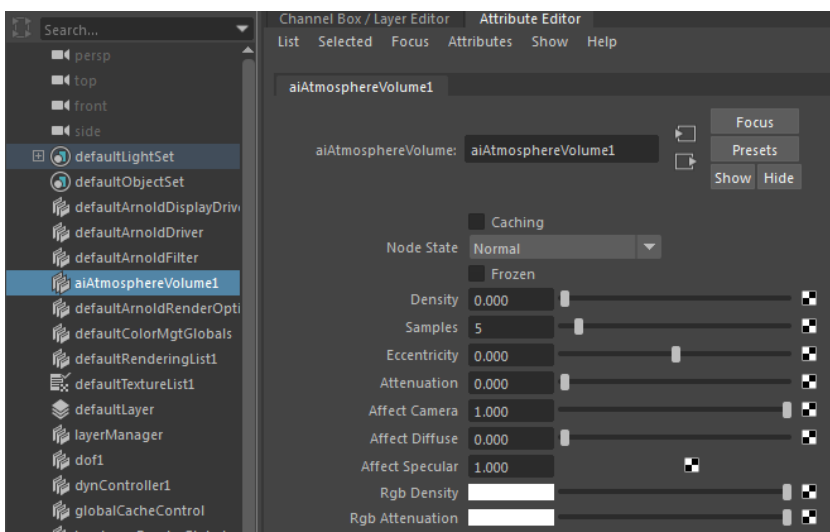 Search...
persp
top
front
side
defaultLightSet
defaultObjectSet
defaultArnoldDisplayDriv
defaultArnoldDriver
defaultArnoldFilter
aiAtmosphereVolume1
defaultArnoldRenderOpti
defaultColorMgtGlobals
defaultRenderingList1
defaultTextureList1
defaultLayer
layerManager
dof1
dynController1
globalCacheControl
Channel Box / Layer Editor Attribute Editor
List Selected Focus Attributes Show Help
aiAtmosphereVolume1
aiAtmosphereVolume: aiAtmosphereVolume1
Focus
Presets
Show Hide
Caching
Node State Normal
Frozen
Density 0.000
Samples 5
Eccentricity 0.000
Attenuation 0.000
Affect Camera 1.000
Affect Diffuse 0.000
Affect Specular 1.000
Rgb Density
Rgb Attenuation